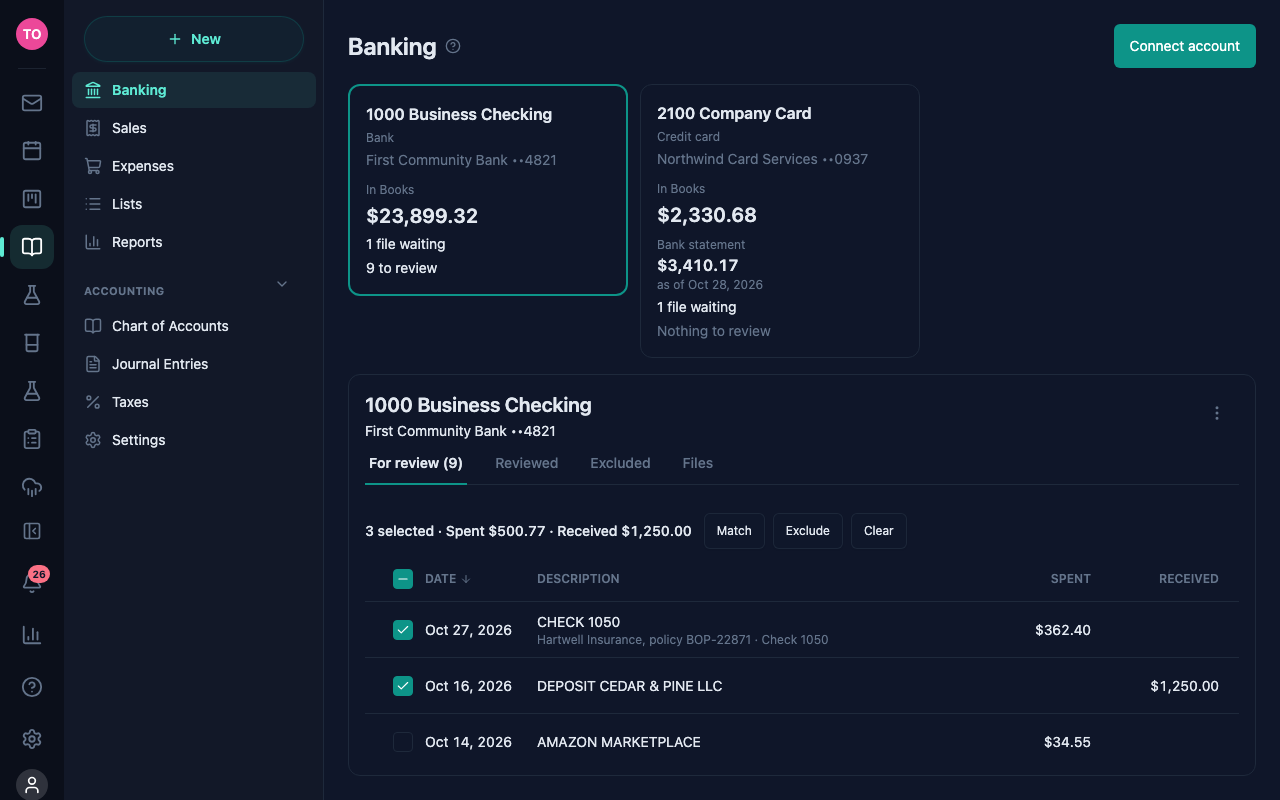 TO
26
New
Banking
Sales
Expenses
Lists
Reports
ACCOUNTING
Chart of Accounts
Journal Entries
Taxes
Settings
Banking
Connect account
1000 Business Checking
Bank
First Community Bank ••4821
In Books
$23,899.32
1 file waiting
9 to review
2100 Company Card
Credit card
Northwind Card Services ••0937
In Books
$2,330.68
Bank statement
$3,410.17
as of Oct 28, 2026
1 file waiting
Nothing to review
1000 Business Checking
First Community Bank ••4821
For review (9) Reviewed Excluded Files
3 selected · Spent $500.77 · Received $1,250.00 Match Exclude Clear
DATE ↓ DESCRIPTION SPENT RECEIVED
Oct 27, 2026 CHECK 1050 $362.40
Hartwell Insurance, policy BOP-22871 · Check 1050
Oct 16, 2026 DEPOSIT CEDAR & PINE LLC $1,250.00
Oct 14, 2026 AMAZON MARKETPLACE $34.55